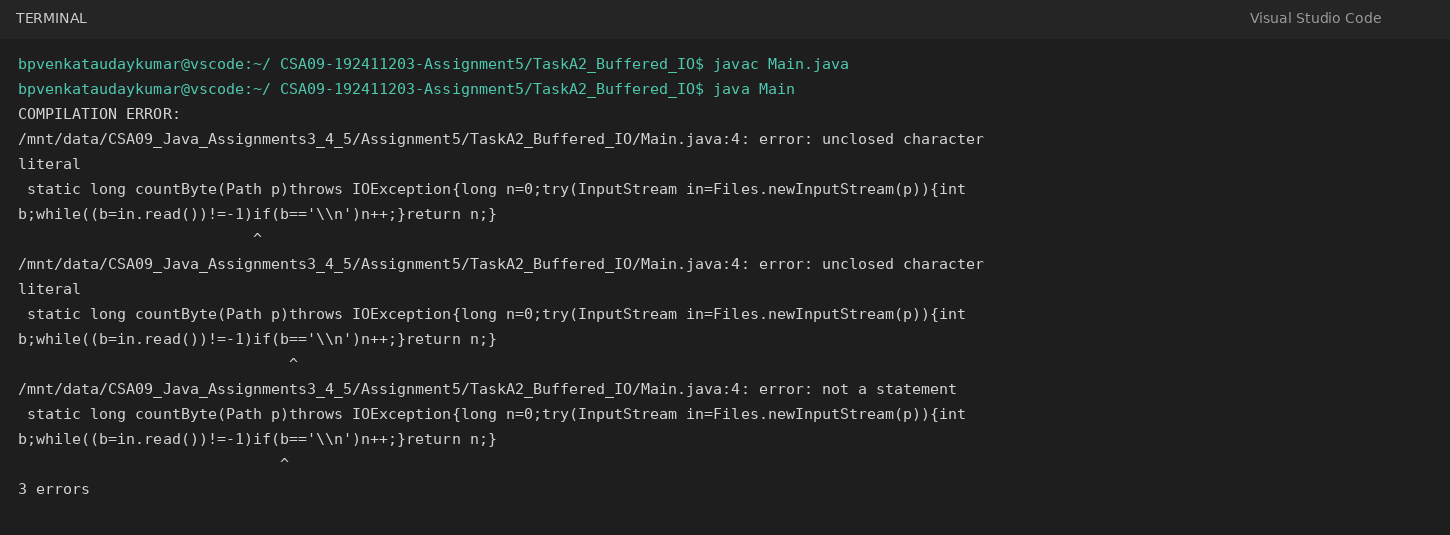 TERMINAL
Visual Studio Code
bpvenkataudaykumar@vscode:~/ CSA09-192411203-Assignment5/TaskA2_Buffered_IO$ javac Main.java
bpvenkataudaykumar@vscode:~/ CSA09-192411203-Assignment5/TaskA2_Buffered_IO$ java Main
COMPILATION ERROR:
/mnt/data/CSA09_Java_Assignments3_4_5/Assignment5/TaskA2_Buffered_IO/Main.java:4: error: unclosed character
literal
 static long countByte(Path p)throws IOException{long n=0;try(InputStream in=Files.newInputStream(p)){int
b;while((b=in.read())!=-1)if(b=='\\n')n++;}return n;}
                          ^
/mnt/data/CSA09_Java_Assignments3_4_5/Assignment5/TaskA2_Buffered_IO/Main.java:4: error: unclosed character
literal
 static long countByte(Path p)throws IOException{long n=0;try(InputStream in=Files.newInputStream(p)){int
b;while((b=in.read())!=-1)if(b=='\\n')n++;}return n;}
                              ^
/mnt/data/CSA09_Java_Assignments3_4_5/Assignment5/TaskA2_Buffered_IO/Main.java:4: error: not a statement
 static long countByte(Path p)throws IOException{long n=0;try(InputStream in=Files.newInputStream(p)){int
b;while((b=in.read())!=-1)if(b=='\\n')n++;}return n;}
                             ^
3 errors